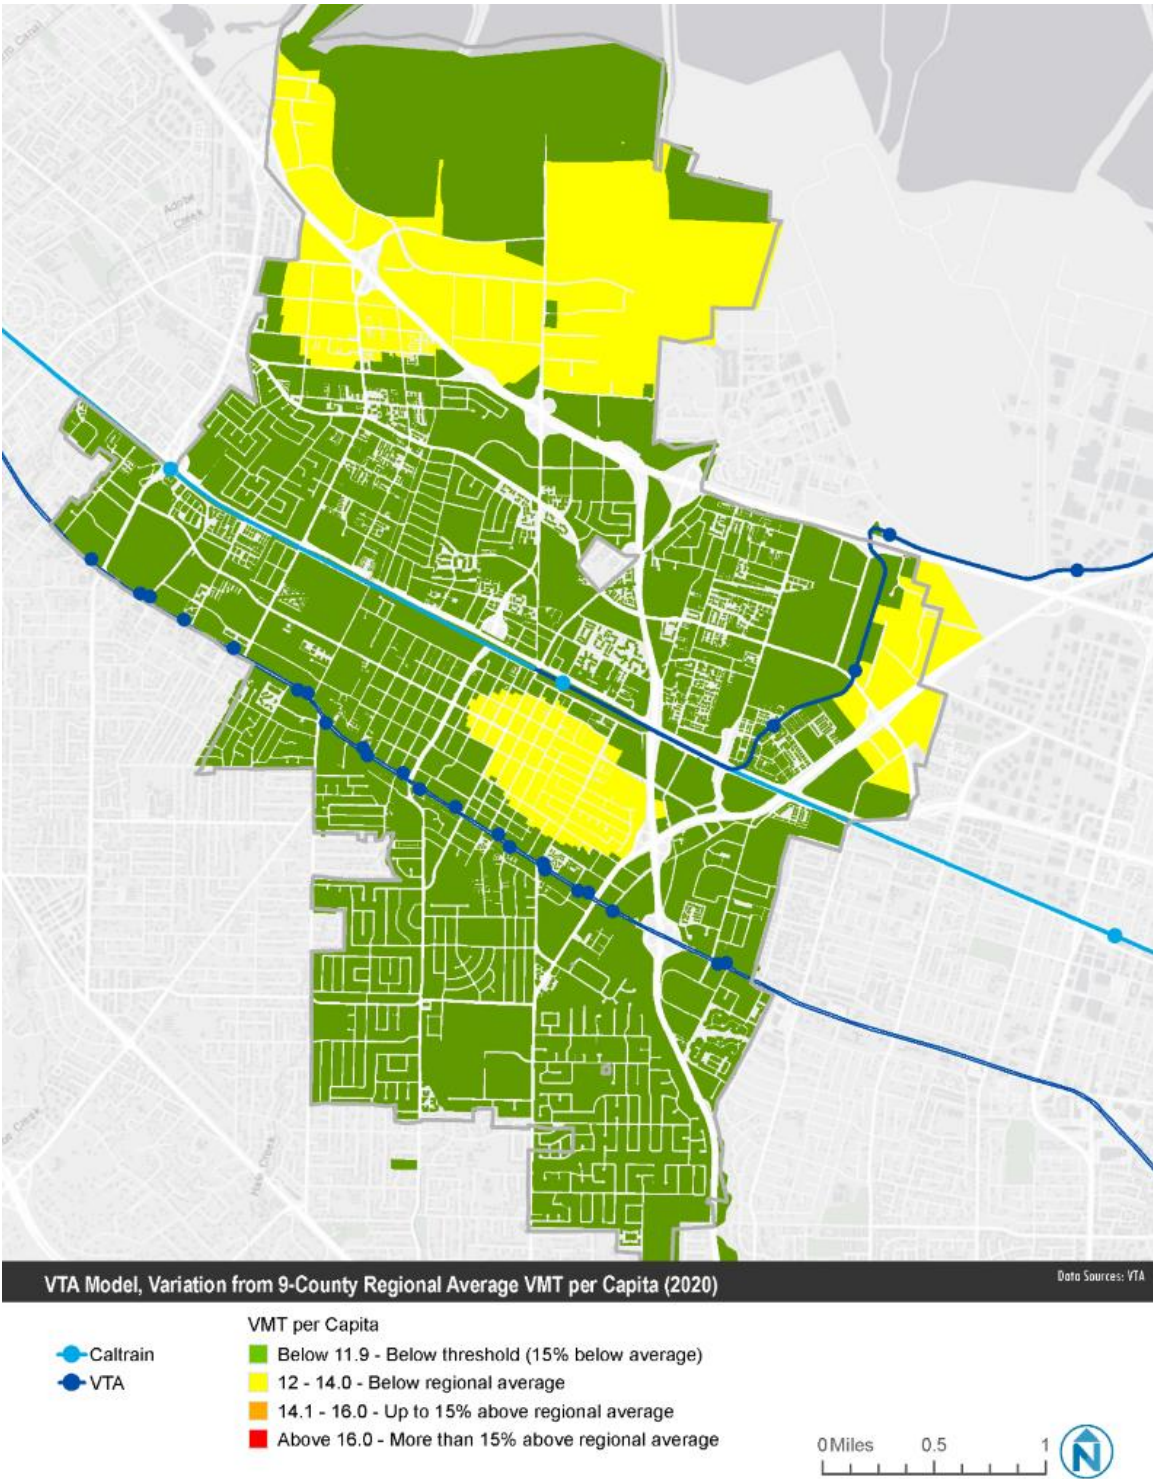 Adobe
Creek
VTA Model, Variation from 9-County Regional Average VMT per Capita (2020)
Data Sources: VTA
VMT per Capita
Caltrain
VTA
Below 11.9 - Below threshold (15% below average)
12 - 14.0 - Below regional average
14.1 - 16.0 - Up to 15% above regional average
Above 16.0 - More than 15% above regional average
0 Miles 0.5 1
N